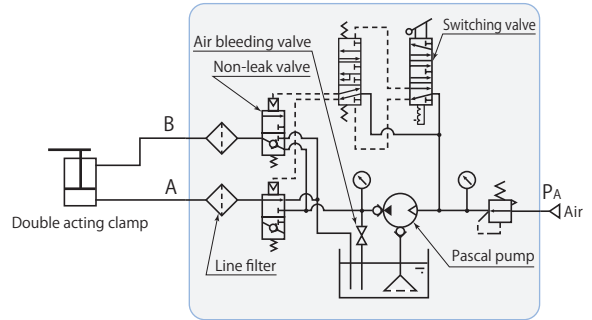 Switching valve
Air bleeding valve
Non-leak valve
B
A
PA
Air
Double acting clamp
Pascal pump
Line filter